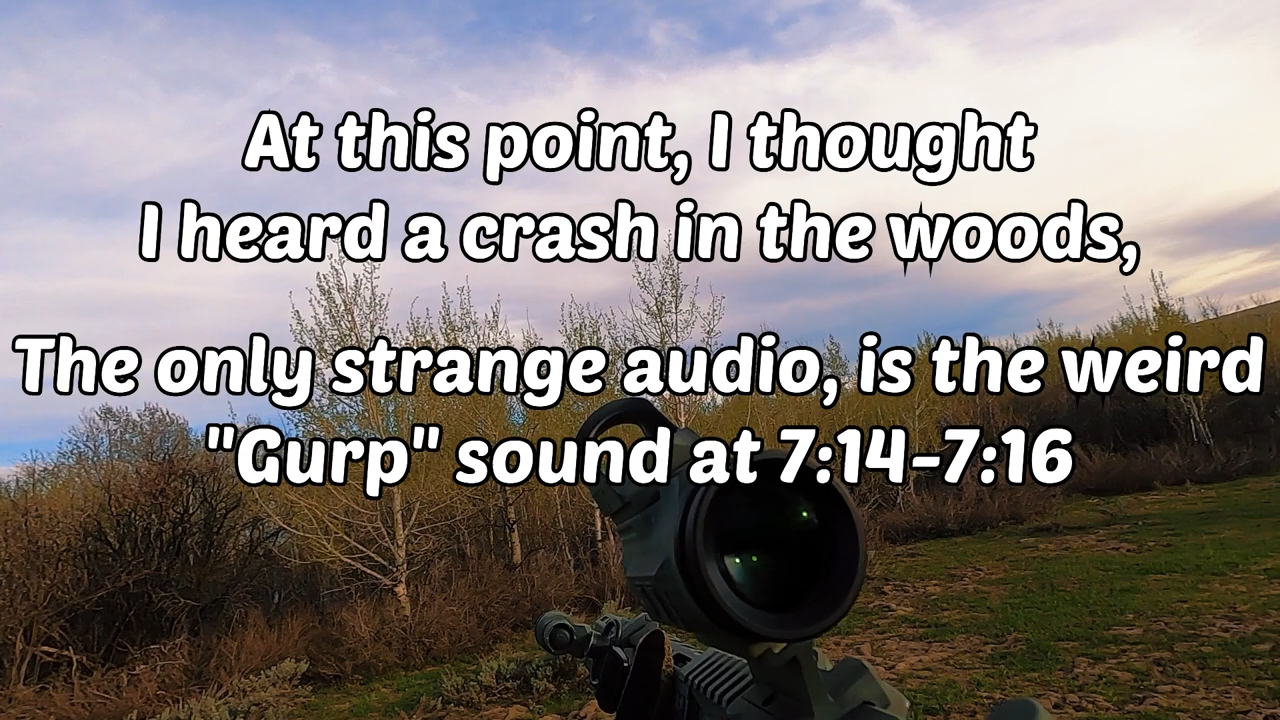 At this point, I thought
I heard a crash in the woods,
The only strange audio, is the weird
"Gurp" sound at 7:14-7:16